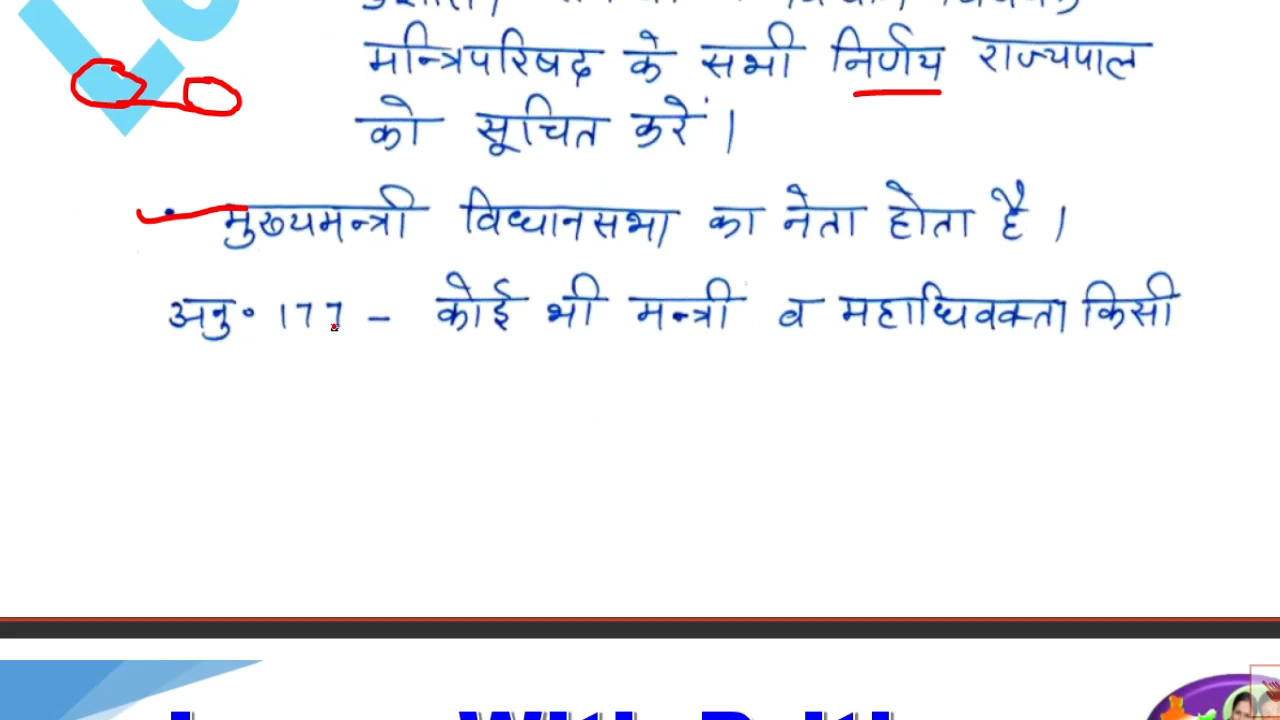 मन्त्रिपरिषद के सभी निर्णय राज्यपाल
को सूचित करें।
• मुख्यमन्त्री विधानसभा का नेता होता है।
अनु॰ 177 – कोई भी मन्त्री व महाधिवक्ता किसी